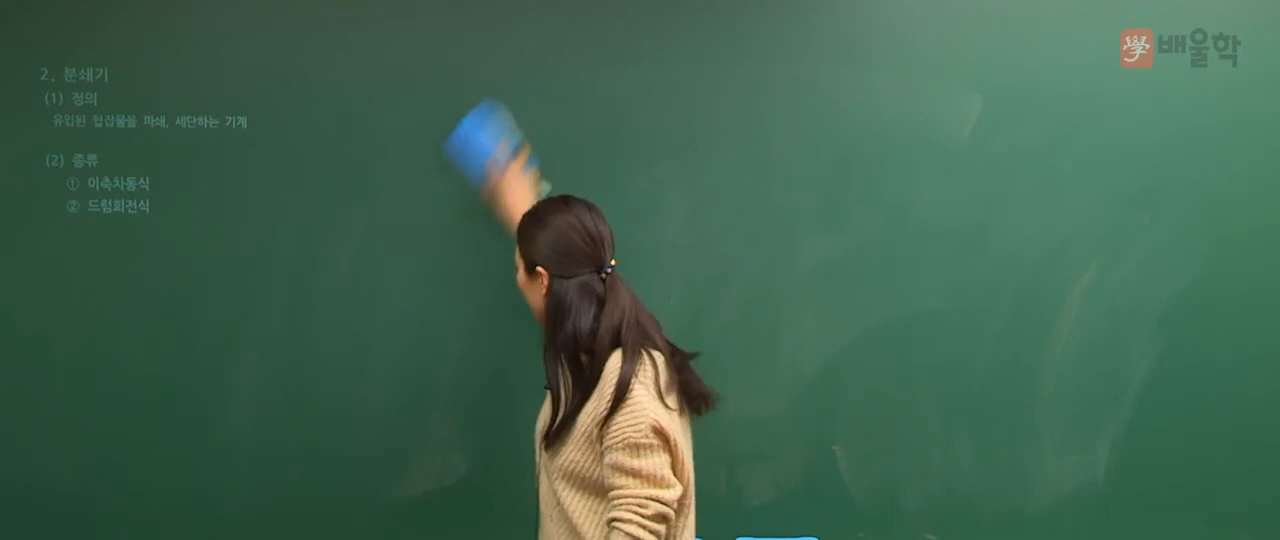 學 배울학
2. 분쇄기
(1) 정의
유입된 협잡물을 파쇄, 세단하는 기계
(2) 종류
① 이축차동식
② 드럼회전식